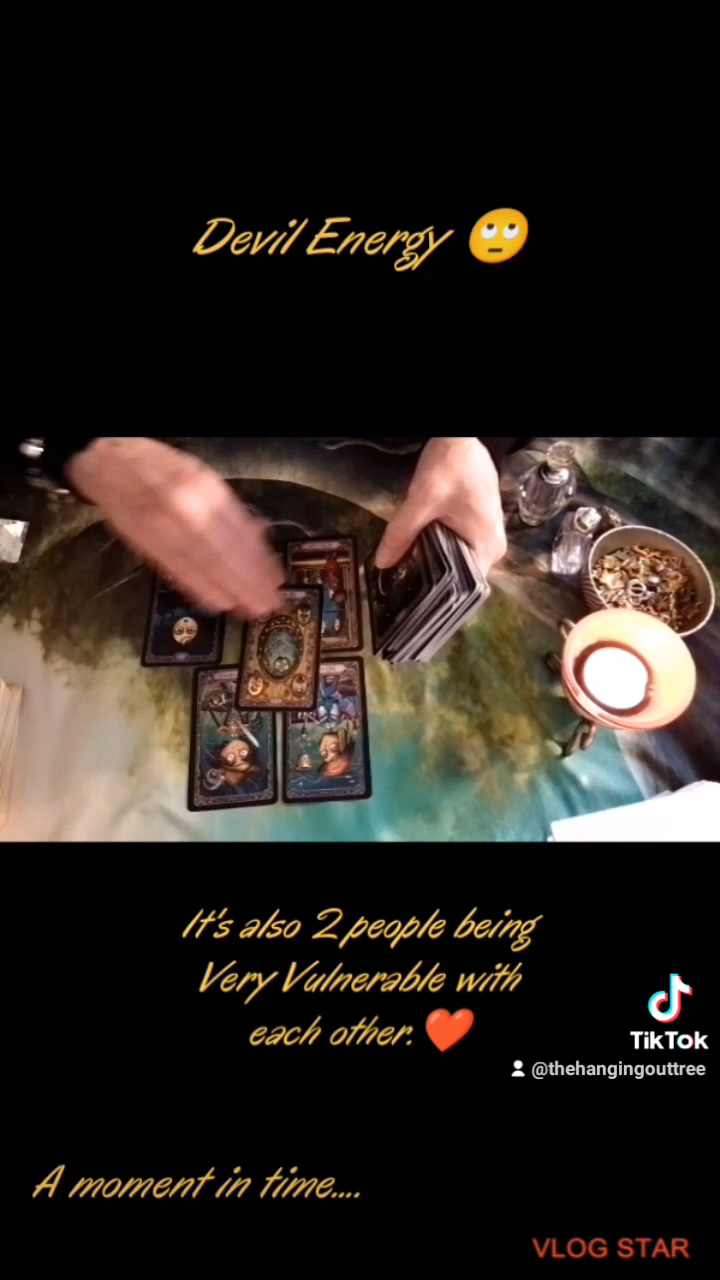 Devil Energy 🙄
It's also 2 people being
Very Vulnerable with
each other. ❤️
TikTok
@thehangingouttree
A moment in time....
VLOG STAR